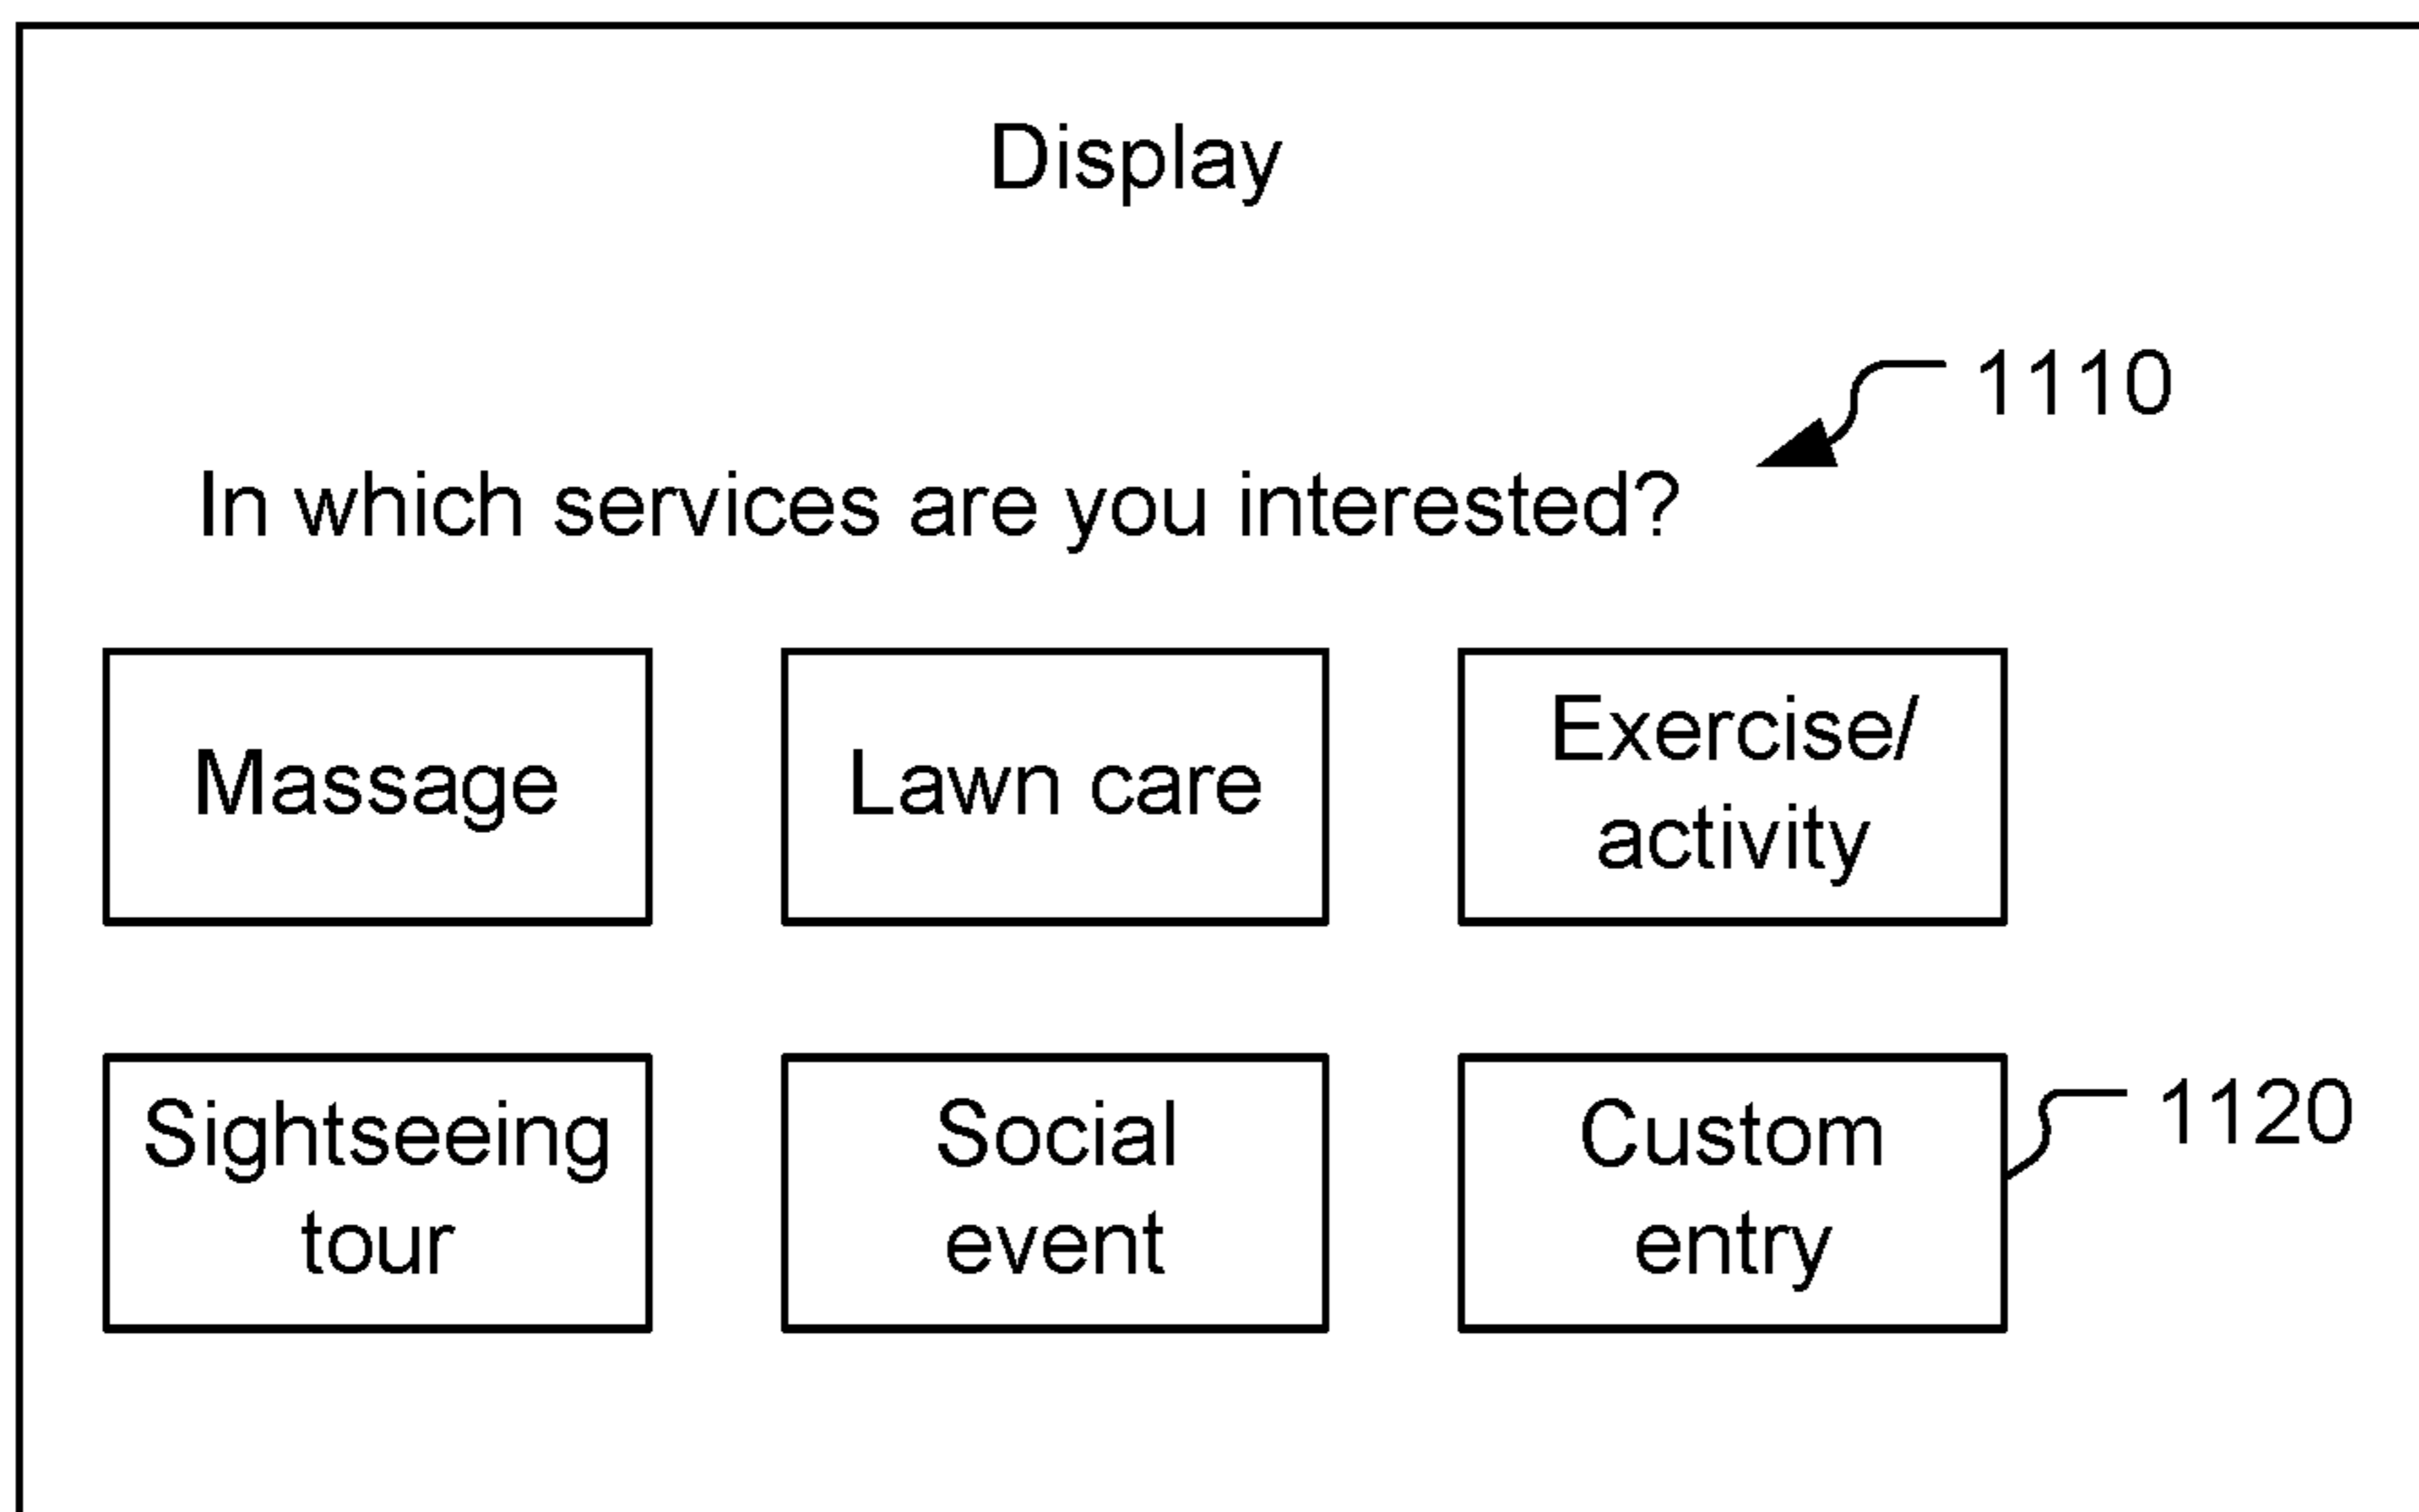 Display
1110
In which services are you interested?
Massage
Lawn care
Exercise/
activity
Sightseeing
tour
Social
event
Custom
entry
1120